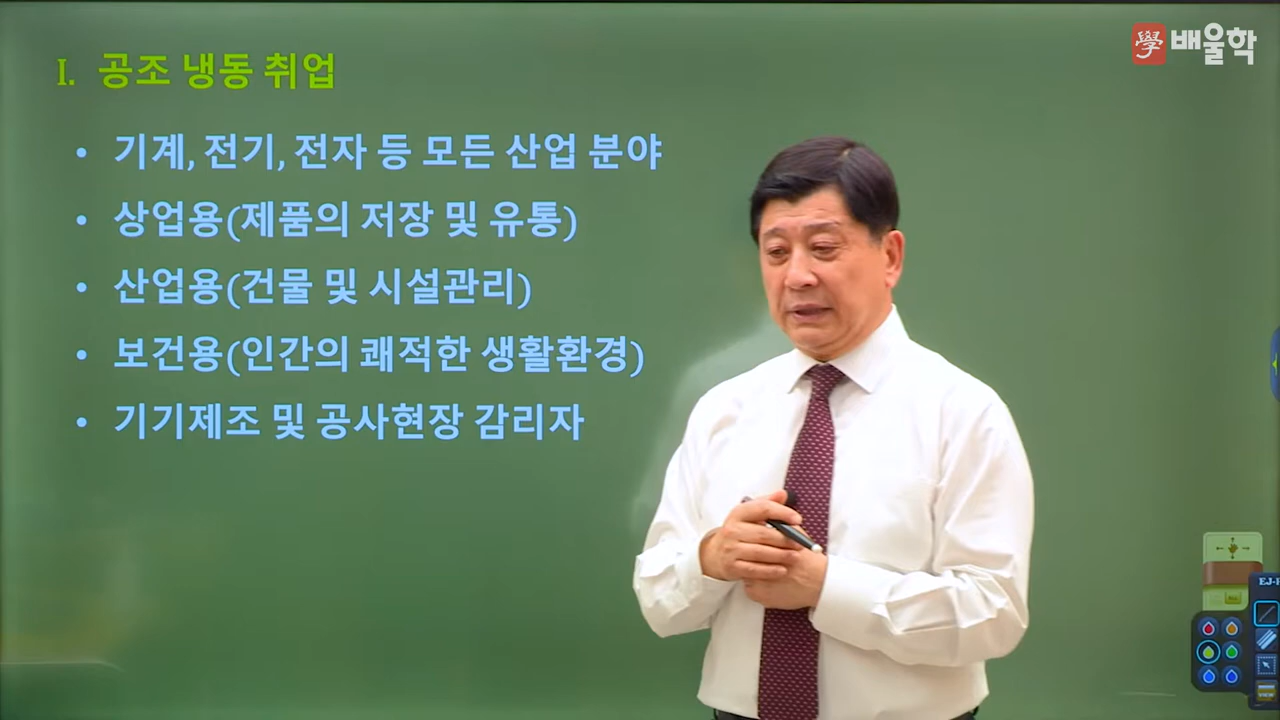 學 배울학
I. 공조 냉동 취업
• 기계, 전기, 전자 등 모든 산업 분야
• 상업용(제품의 저장 및 유통)
• 산업용(건물 및 시설관리)
• 보건용(인간의 쾌적한 생활환경)
• 기기제조 및 공사현장 감리자